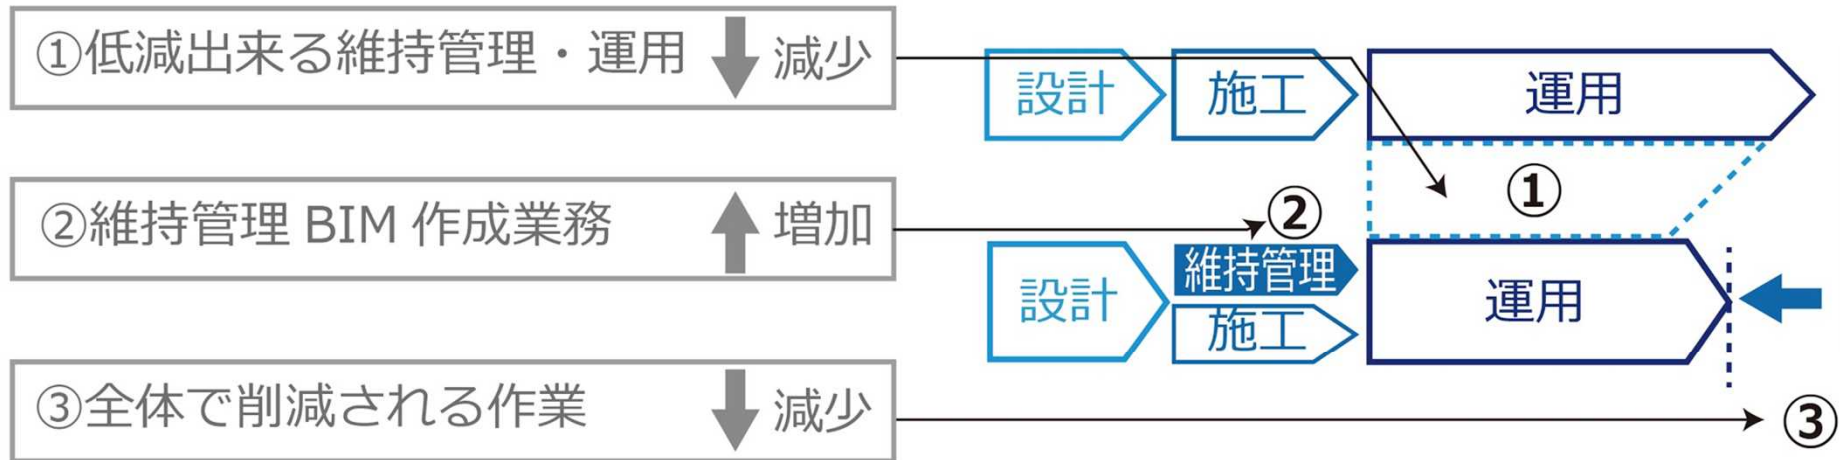 ①低減出来る維持管理・運用 減少
設計 施工 運用
①
②維持管理 BIM 作成業務 増加
②
維持管理
設計 運用
施工
③全体で削減される作業 減少
③